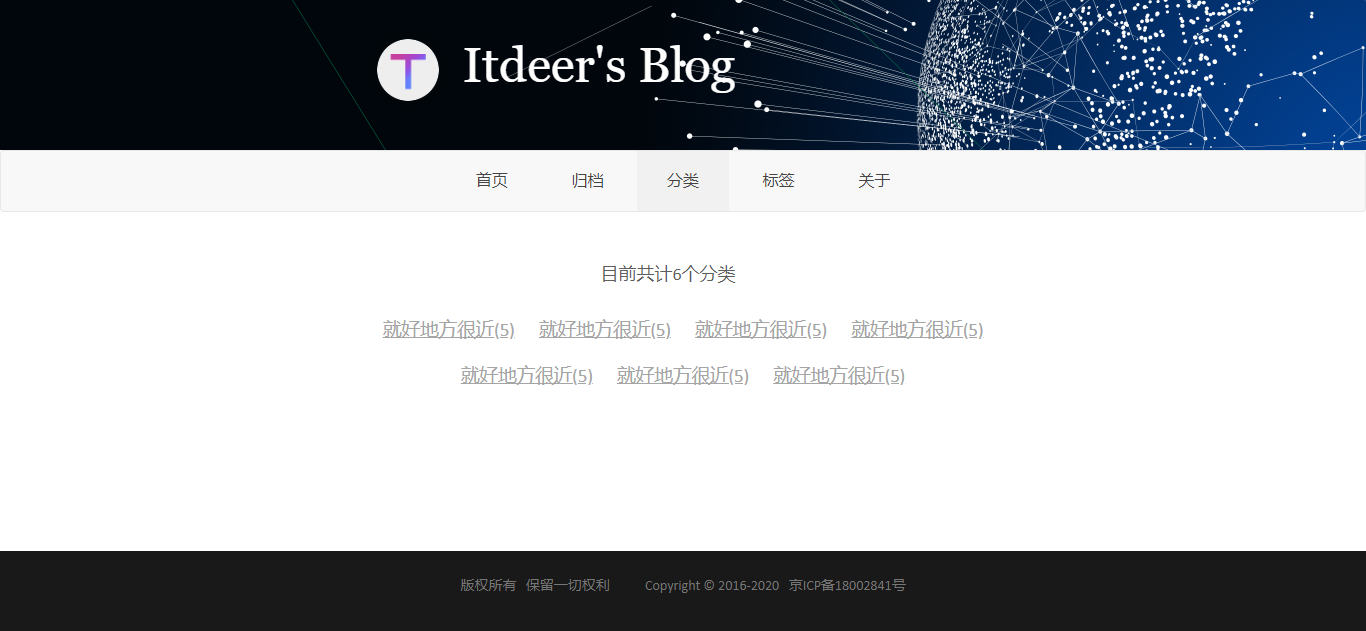 T Itdeer's Blog
首页 归档 分类 标签 关于
目前共计6个分类
就好地方很近(5) 就好地方很近(5) 就好地方很近(5) 就好地方很近(5)
就好地方很近(5) 就好地方很近(5) 就好地方很近(5)
版权所有 保留一切权利 Copyright © 2016-2020 京ICP备18002841号